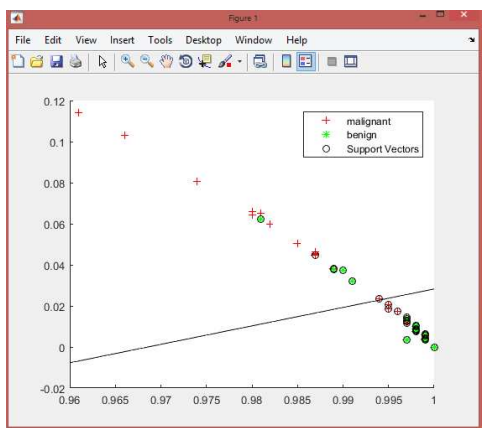 Figure 1
File Edit View Insert Tools Desktop Window Help
malignant
benign
Support Vectors
0.12
0.1
0.08
0.06
0.04
0.02
0
-0.02
0.96 0.965 0.97 0.975 0.98 0.985 0.99 0.995 1